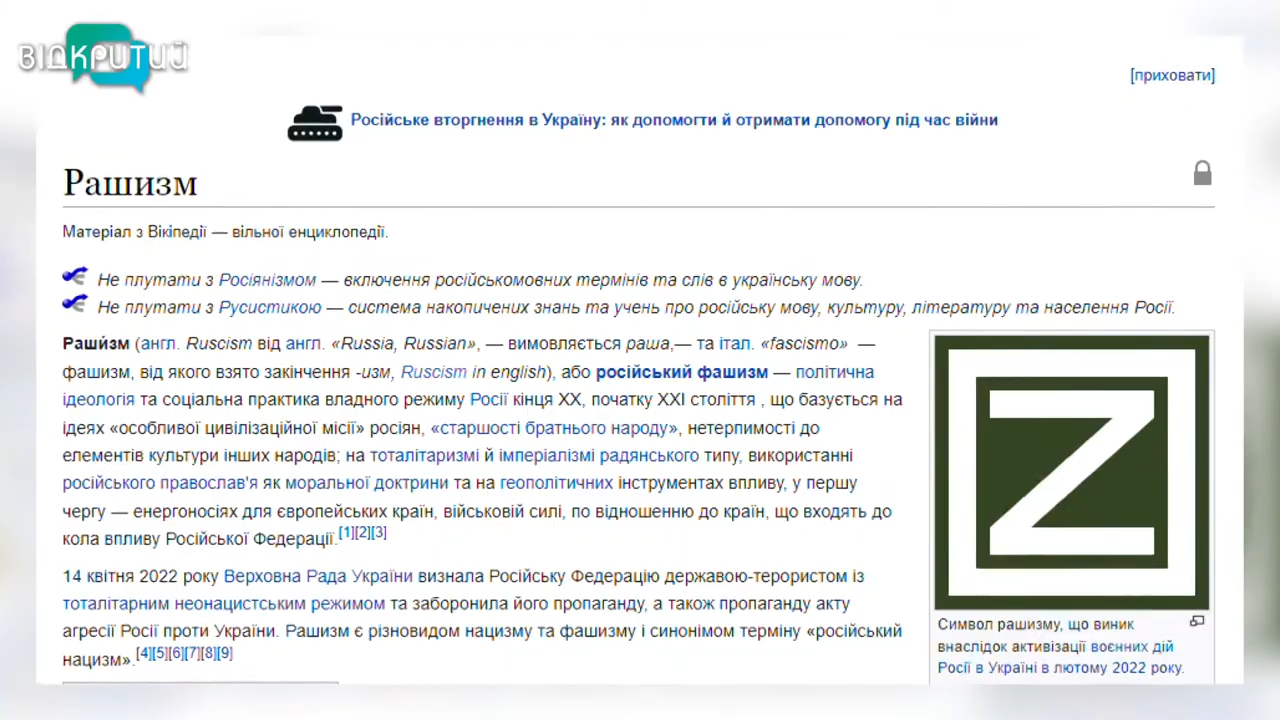 ВІДКРИТИЙ
[приховати]
Російське вторгнення в Україну: як допомогти й отримати допомогу під час війни
Рашизм
Матеріал з Вікіпедії — вільної енциклопедії.
Не плутати з Росіянізмом — включення російськомовних термінів та слів в українську мову.
Не плутати з Русистикою — система накопичених знань та учень про російську мову, культуру, літературу та населення Росії.
Раши́зм (англ. Ruscism від англ. «Russia, Russian», — вимовляється раша,— та італ. «fascismo» —
фашизм, від якого взято закінчення -изм, Ruscism in english), або російський фашизм — політична
ідеологія та соціальна практика владного режиму Росії кінця XX, початку XXI століття , що базується на
ідеях «особливої цивілізаційної місії» росіян, «старшості братнього народу», нетерпимості до
елементів культури інших народів; на тоталітаризмі й імперіалізмі радянського типу, використанні
російського православ'я як моральної доктрини та на геополітичних інструментах впливу, у першу
чергу — енергоносіях для європейських країн, військовій силі, по відношенню до країн, що входять до
кола впливу Російської Федерації.[1][2][3]
14 квітня 2022 року Верховна Рада України визнала Російську Федерацію державою-терористом із
тоталітарним неонацистським режимом та заборонила його пропаганду, а також пропаганду акту
агресії Росії проти України. Рашизм є різновидом нацизму та фашизму і синонімом терміну «російський
нацизм».[4][5][6][7][8][9]
Z
Символ рашизму, що виник
внаслідок активізації воєнних дій
Росії в Україні в лютому 2022 року.